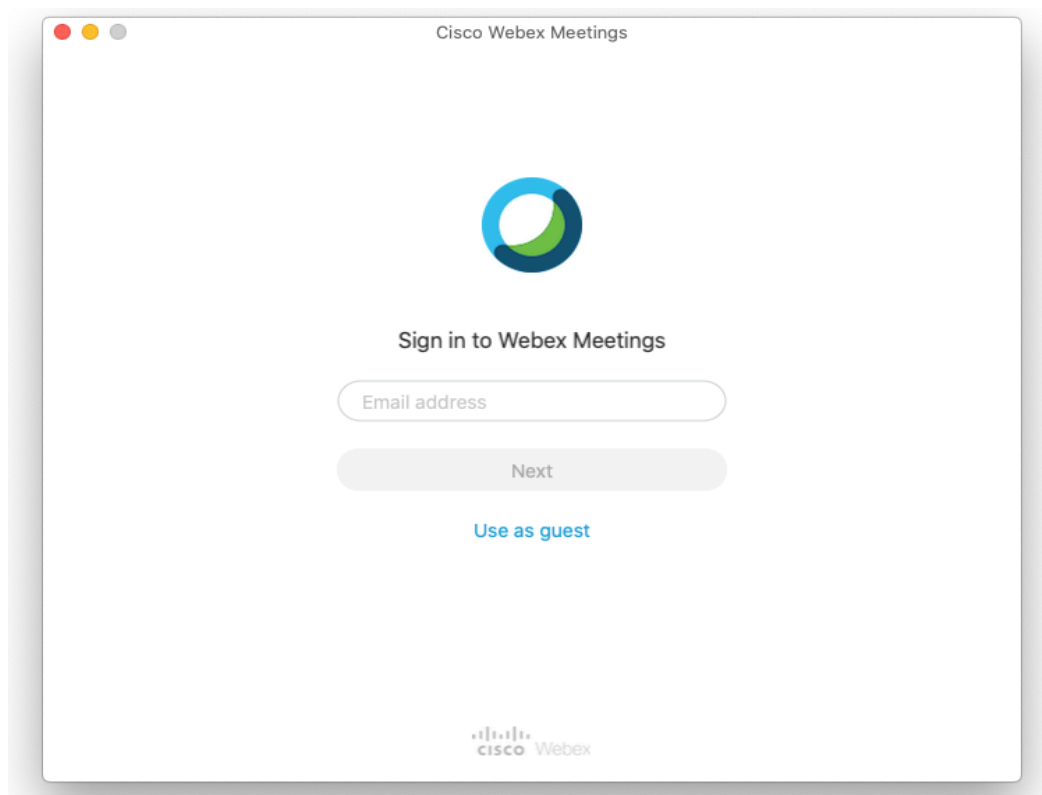 Cisco Webex Meetings
Sign in to Webex Meetings
Email address
Next
Use as guest
cisco Webex